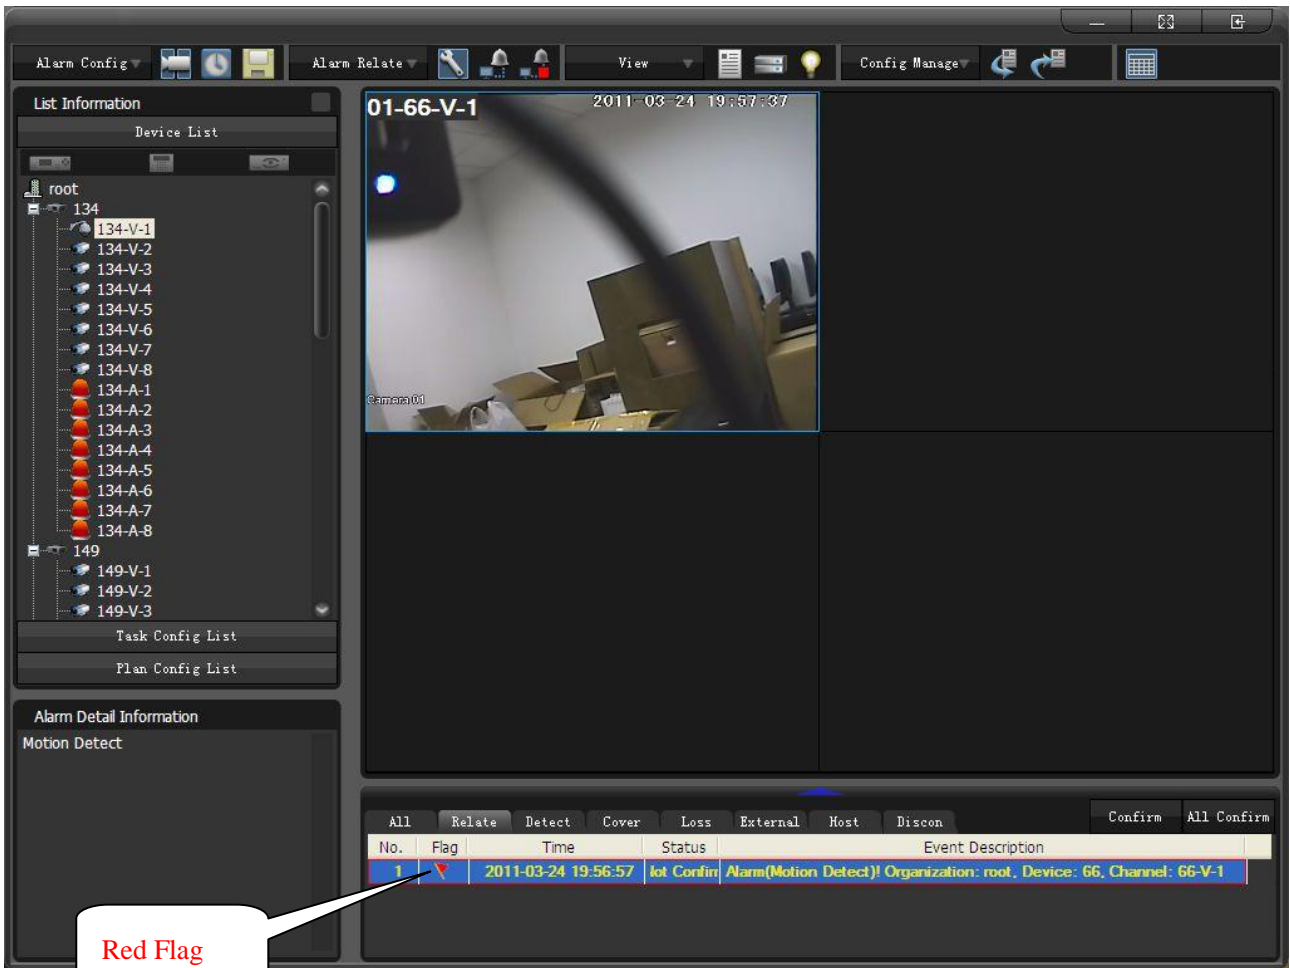 Alarm Config Alarm Relate View Config Manage
List Information
Device List
root
134
134-V-1
134-V-2
134-V-3
134-V-4
134-V-5
134-V-6
134-V-7
134-V-8
134-A-1
134-A-2
134-A-3
134-A-4
134-A-5
134-A-6
134-A-7
134-A-8
149
149-V-1
149-V-2
149-V-3
Task Config List
Plan Config List
Alarm Detail Information
Motion Detect
01-66-V-1 2011-03-24 19:57:37
Camera 01
All Relate Detect Cover Loss External Host Discon Confirm All Confirm
No. Flag Time Status Event Description
1 2011-03-24 19:56:57 lot Confirm Alarm(Motion Detect)! Organization: root, Device: 66, Channel: 66-V-1
Red Flag